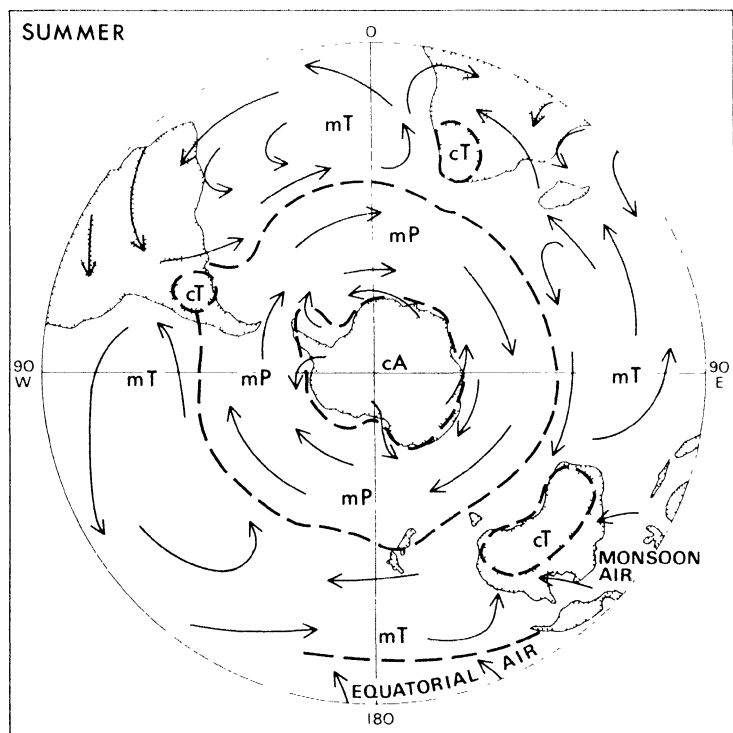 SUMMER
0
mT
cT
mP
cT
cA
90
W
mT
mP
mT
90
E
mP
cT
MONSOON
AIR
mT
EQUATORIAL AIR
180